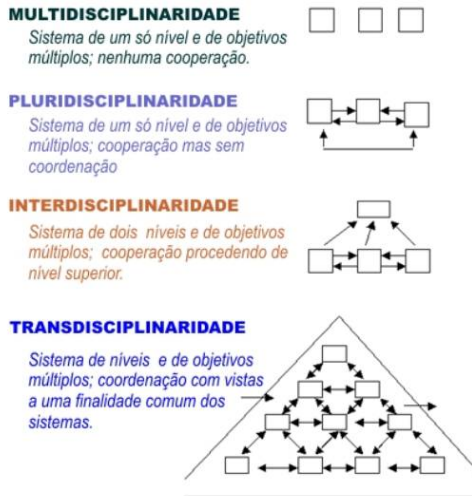 MULTIDISCIPLINARIDADE
Sistema de um só nível e de objetivos
múltiplos; nenhuma cooperação.
PLURIDISCIPLINARIDADE
Sistema de um só nível e de objetivos
múltiplos; cooperação mas sem
coordenação
INTERDISCIPLINARIDADE
Sistema de dois níveis e de objetivos
múltiplos; cooperação procedendo de
nível superior.
TRANSDISCIPLINARIDADE
Sistema de níveis e de objetivos
múltiplos; coordenação com vistas
a uma finalidade comum dos
sistemas.